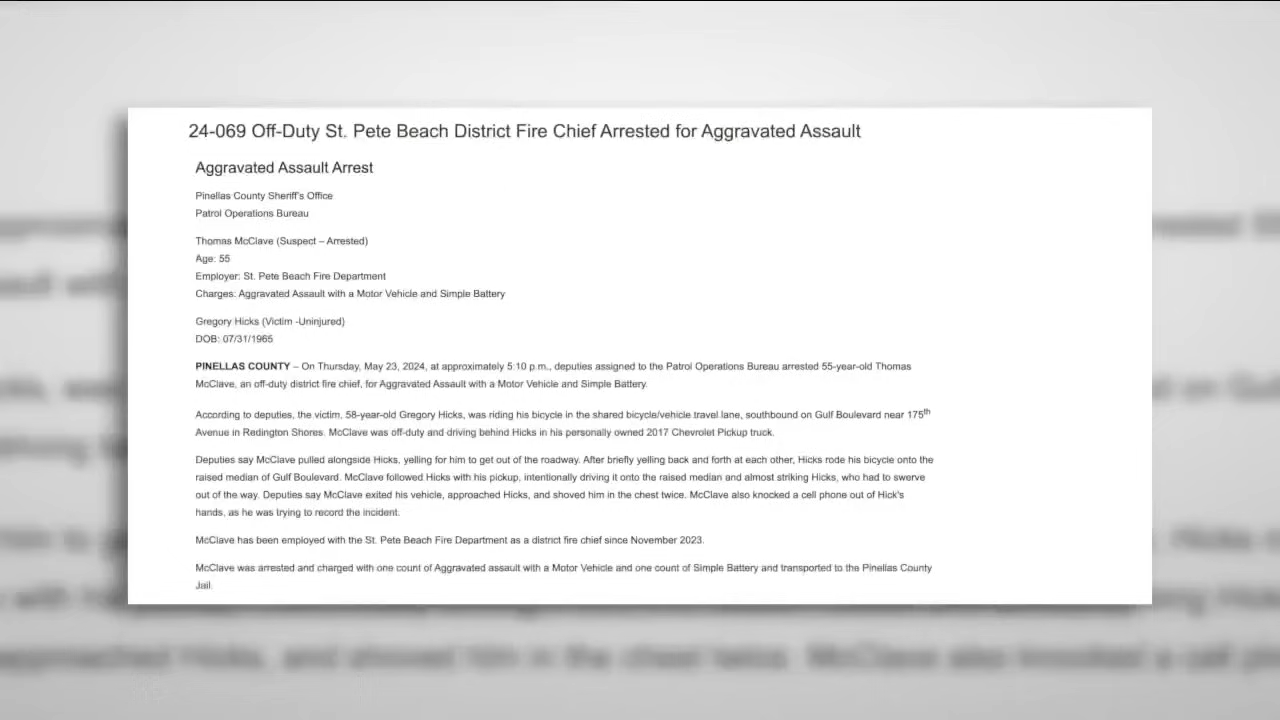 24-069 Off-Duty St. Pete Beach District Fire Chief Arrested for Aggravated Assault
Aggravated Assault Arrest
Pinellas County Sheriff's Office
Patrol Operations Bureau
Thomas McClave (Suspect – Arrested)
Age: 55
Employer: St. Pete Beach Fire Department
Charges: Aggravated Assault with a Motor Vehicle and Simple Battery
Gregory Hicks (Victim -Uninjured)
DOB: 07/31/1965
PINELLAS COUNTY – On Thursday, May 23, 2024, at approximately 5:10 p.m., deputies assigned to the Patrol Operations Bureau arrested 55-year-old Thomas
McClave, an off-duty district fire chief, for Aggravated Assault with a Motor Vehicle and Simple Battery.
According to deputies, the victim, 58-year-old Gregory Hicks, was riding his bicycle in the shared bicycle/vehicle travel lane, southbound on Gulf Boulevard near 175th
Avenue in Redington Shores. McClave was off-duty and driving behind Hicks in his personally owned 2017 Chevrolet Pickup truck.
Deputies say McClave pulled alongside Hicks, yelling for him to get out of the roadway. After briefly yelling back and forth at each other, Hicks rode his bicycle onto the
raised median of Gulf Boulevard. McClave followed Hicks with his pickup, intentionally driving it onto the raised median and almost striking Hicks, who had to swerve
out of the way. Deputies say McClave exited his vehicle, approached Hicks, and shoved him in the chest twice. McClave also knocked a cell phone out of Hick's
hands, as he was trying to record the incident.
McClave has been employed with the St. Pete Beach Fire Department as a district fire chief since November 2023.
McClave was arrested and charged with one count of Aggravated assault with a Motor Vehicle and one count of Simple Battery and transported to the Pinellas County
Jail.